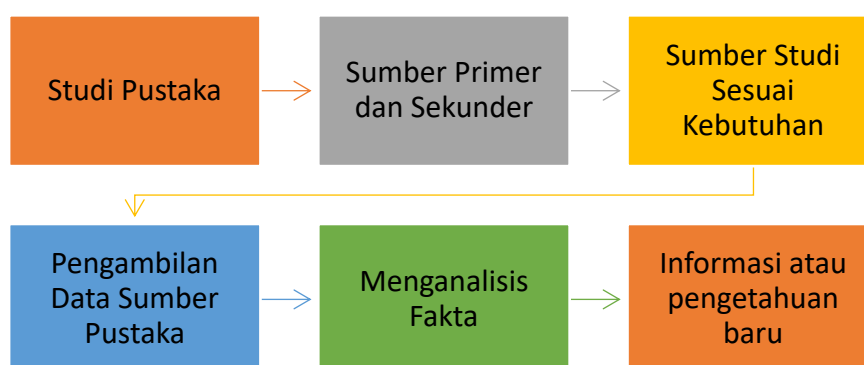 Studi Pustaka
Sumber Primer
dan Sekunder
Sumber Studi
Sesuai
Kebutuhan
Pengambilan
Data Sumber
Pustaka
Menganalisis
Fakta
Informasi atau
pengetahuan
baru